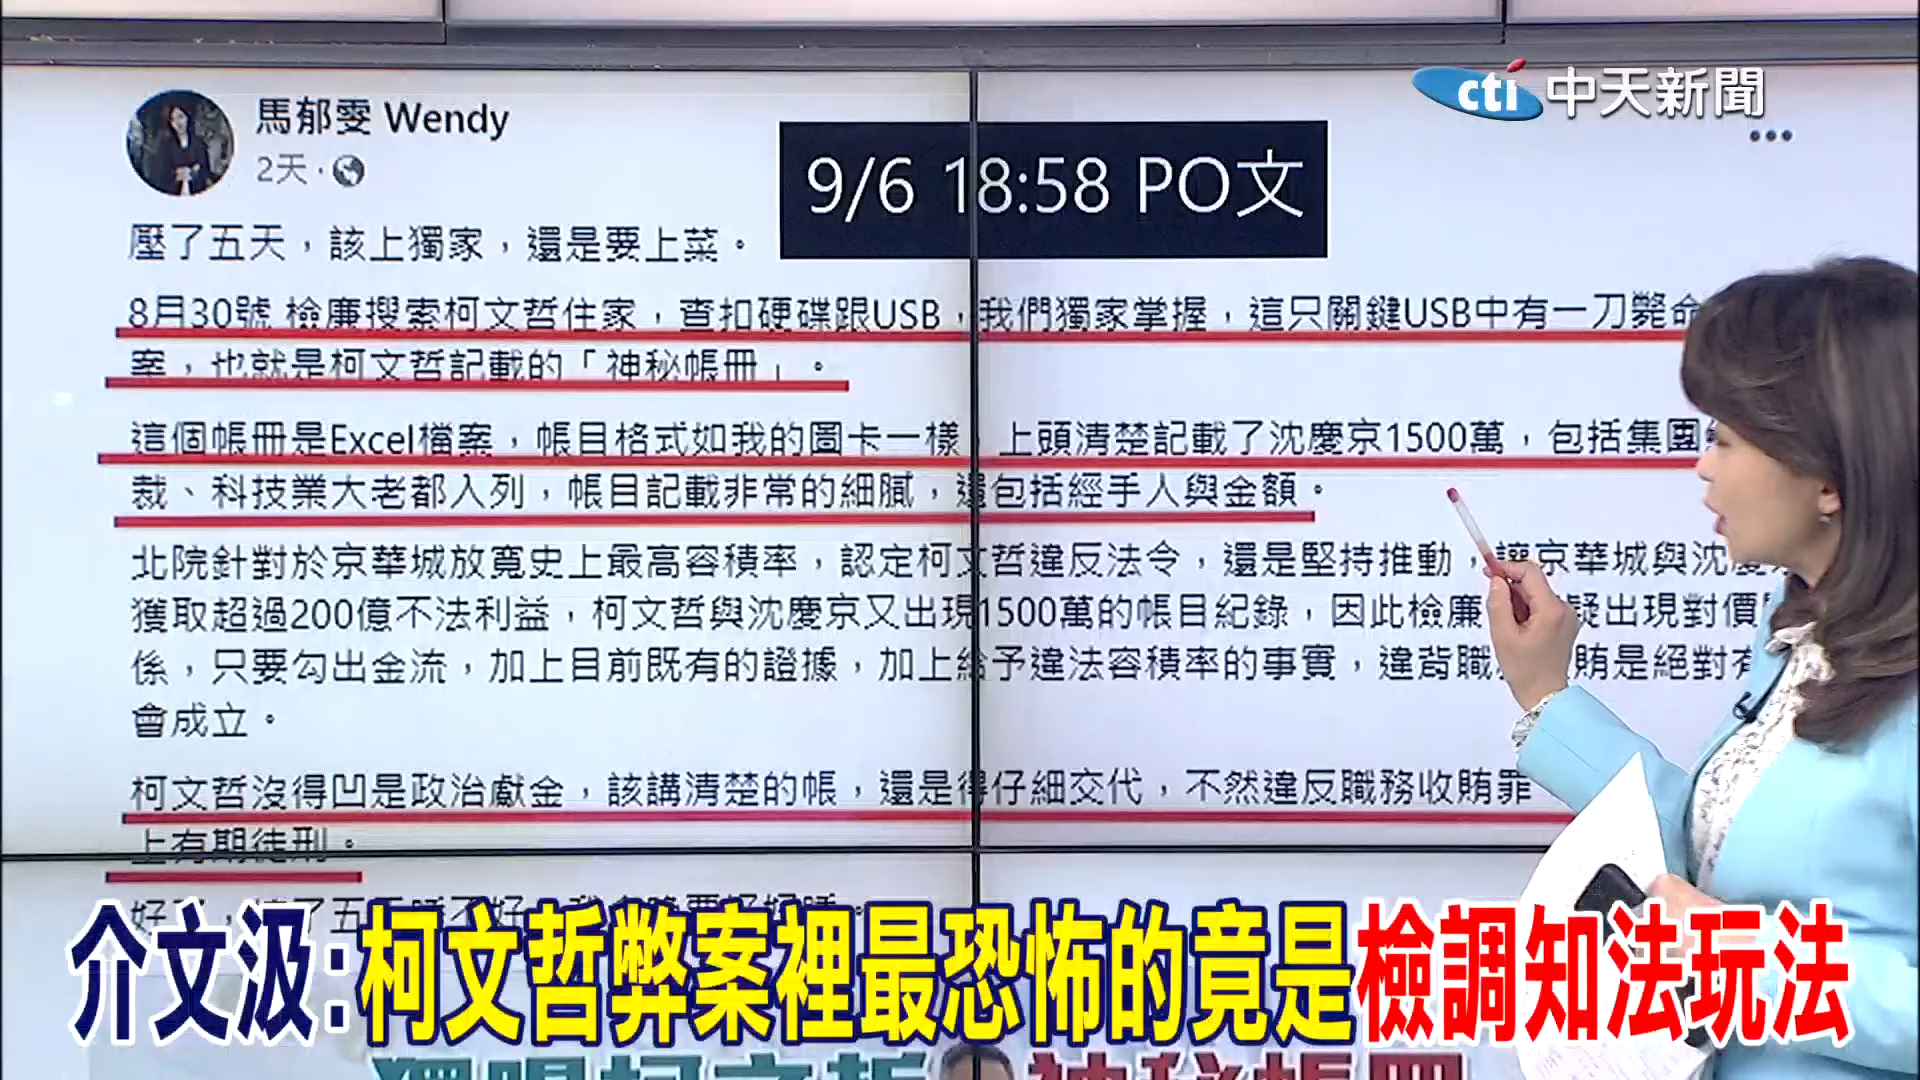 cti 中天新聞
馬郁雯 Wendy
2天
9/6 18:58 PO文
壓了五天，該上獨家，還是要上菜。
8月30號 檢廉搜索柯文哲住家，查扣硬碟跟USB，我們獨家掌握，這只關鍵USB中有一刀斃命
案，也就是柯文哲記載的「神秘帳冊」。
這個帳冊是Excel檔案，帳目格式如我的圖卡一樣，上頭清楚記載了沈慶京1500萬，包括集團
裁、科技業大老都入列，帳目記載非常的細膩，還包括經手人與金額。
北院針對於京華城放寬史上最高容積率，認定柯文哲違反法令，還是堅持推動，讓京華城與沈慶
獲取超過200億不法利益，柯文哲與沈慶京又出現1500萬的帳目紀錄，因此檢廉 疑出現對價
係，只要勾出金流，加上目前既有的證據，加上給予違法容積率的事實，違背職 賄是絕對有
會成立。
柯文哲沒得凹是政治獻金，該講清楚的帳，還是得仔細交代，不然違反職務收賄罪
上有期徒刑。
介文汲:柯文哲弊案裡最恐怖的竟是檢調知法玩法